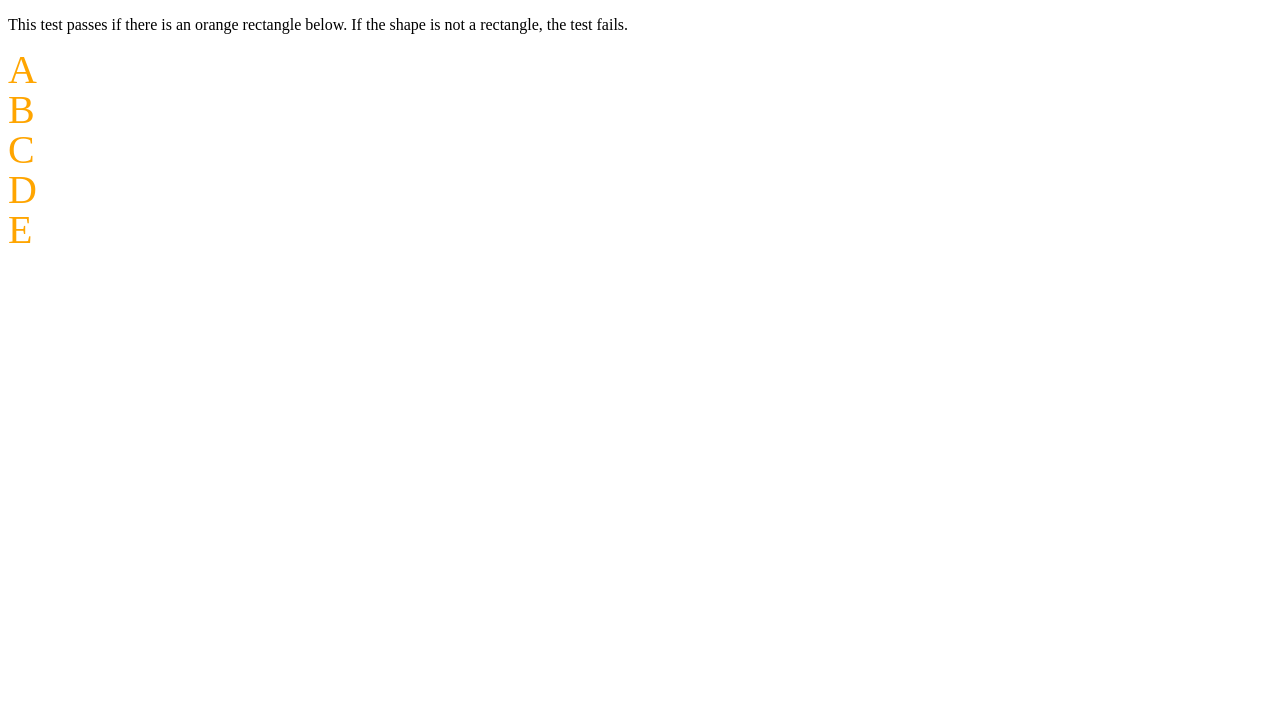 This test passes if there is an orange rectangle below. If the shape is not a rectangle, the test fails.
A
B
C
D
E